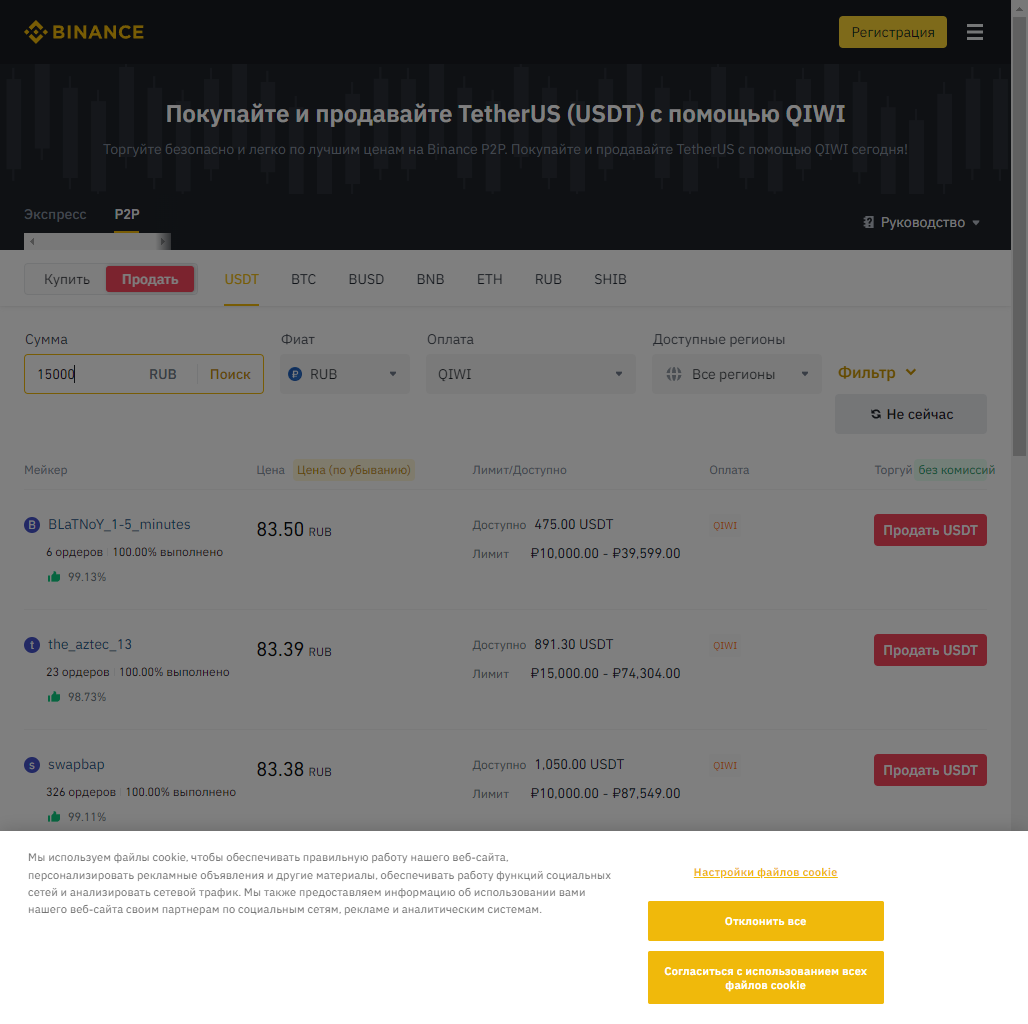 BINANCE
Регистрация
Покупайте и продавайте TetherUS (USDT) с помощью QIWI
Торгуйте безопасно и легко по лучшим ценам на Binance P2P. Покупайте и продавайте TetherUS с помощью QIWI сегодня!
Экспресс P2P
Руководство
Купить Продать USDT BTC BUSD BNB ETH RUB SHIB
Сумма Фиат Оплата Доступные регионы
15000 RUB Поиск RUB QIWI Все регионы Фильтр
Не сейчас
Мейкер Цена Цена (по убыванию) Лимит/Доступно Оплата Торгуй без комиссий
B BLaTNoY_1-5_minutes 83.50 RUB Доступно 475.00 USDT QIWI Продать USDT
6 ордеров 100.00% выполнено Лимит ₽10,000.00 - ₽39,599.00
99.13%
t the_aztec_13 83.39 RUB Доступно 891.30 USDT QIWI Продать USDT
23 ордеров 100.00% выполнено Лимит ₽15,000.00 - ₽74,304.00
98.73%
s swapbap 83.38 RUB Доступно 1,050.00 USDT QIWI Продать USDT
326 ордеров 100.00% выполнено Лимит ₽10,000.00 - ₽87,549.00
99.11%
Мы используем файлы cookie, чтобы обеспечивать правильную работу нашего веб-сайта,
персонализировать рекламные объявления и другие материалы, обеспечивать работу функций социальных
сетей и анализировать сетевой трафик. Мы также предоставляем информацию об использовании вами
нашего веб-сайта своим партнерам по социальным сетям, рекламе и аналитическим системам.
Настройки файлов cookie
Отклонить все
Согласиться с использованием всех
файлов cookie